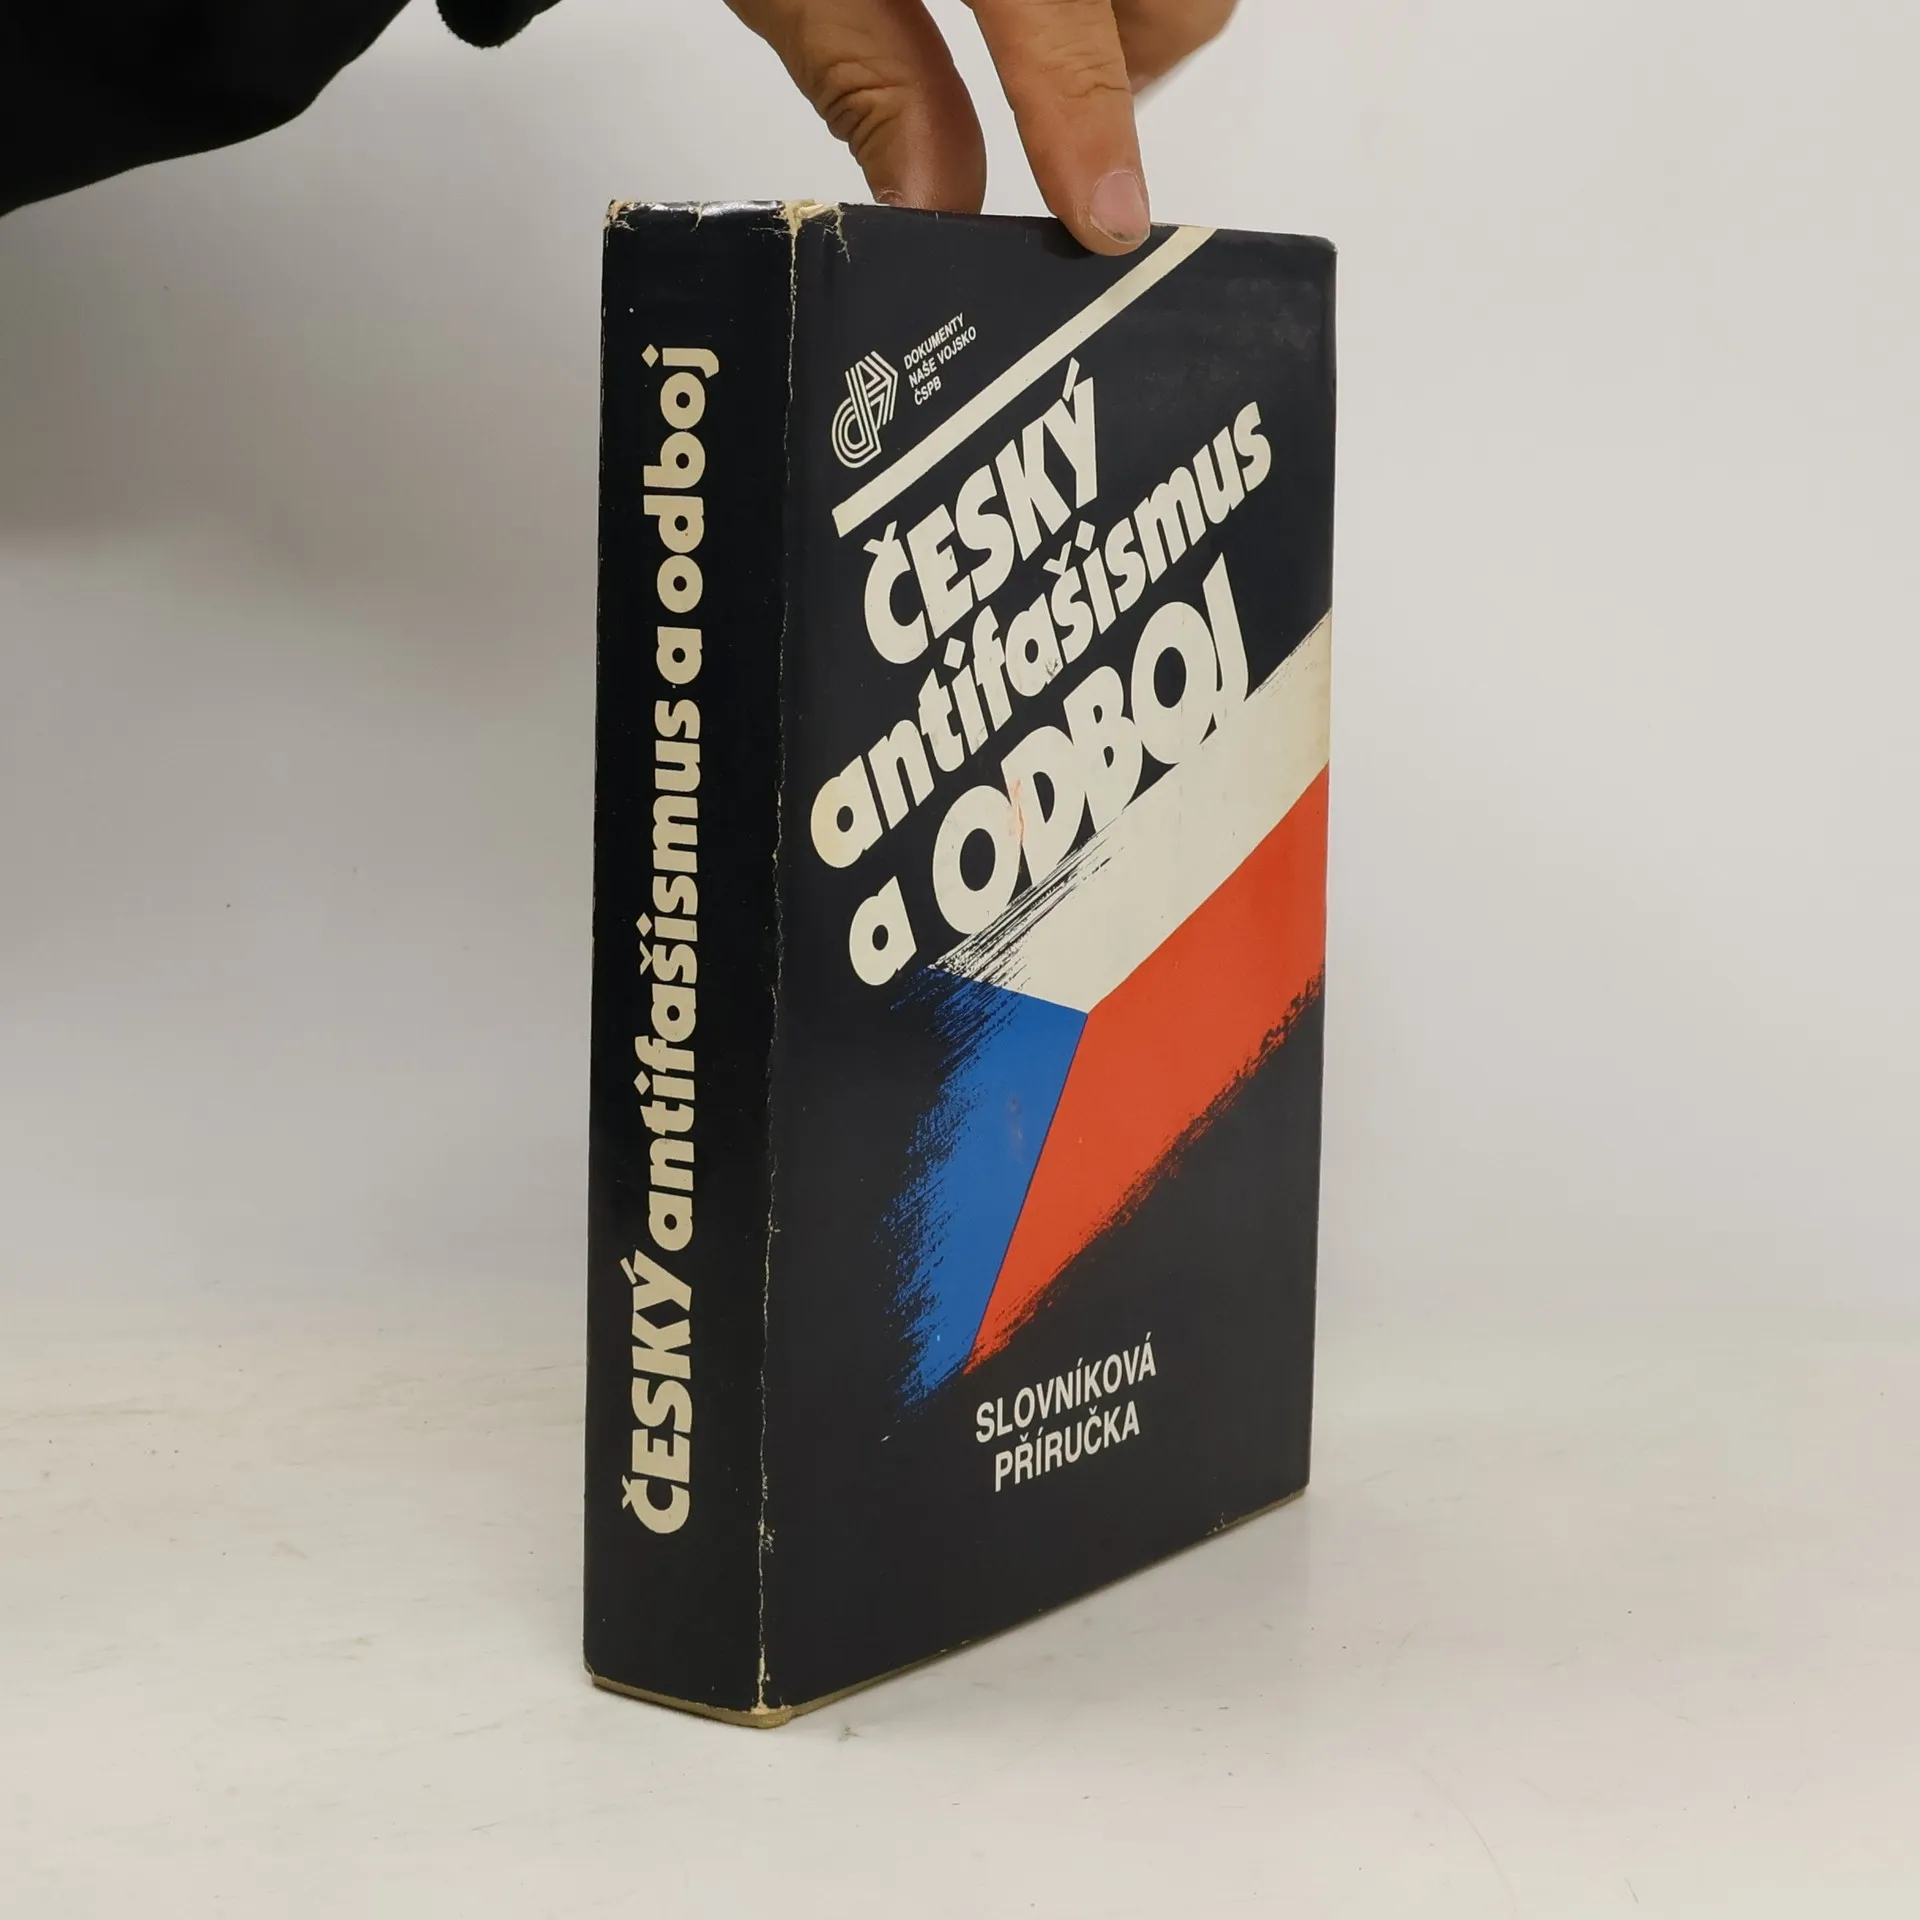 ČESKÝ antifašismus a odboj
DOKUMENTY
NAŠE VOJSKO
ČSPB
ČESKÝ
antifašismus
a ODBOJ
SLOVNÍKOVÁ
PŘÍRUČKA